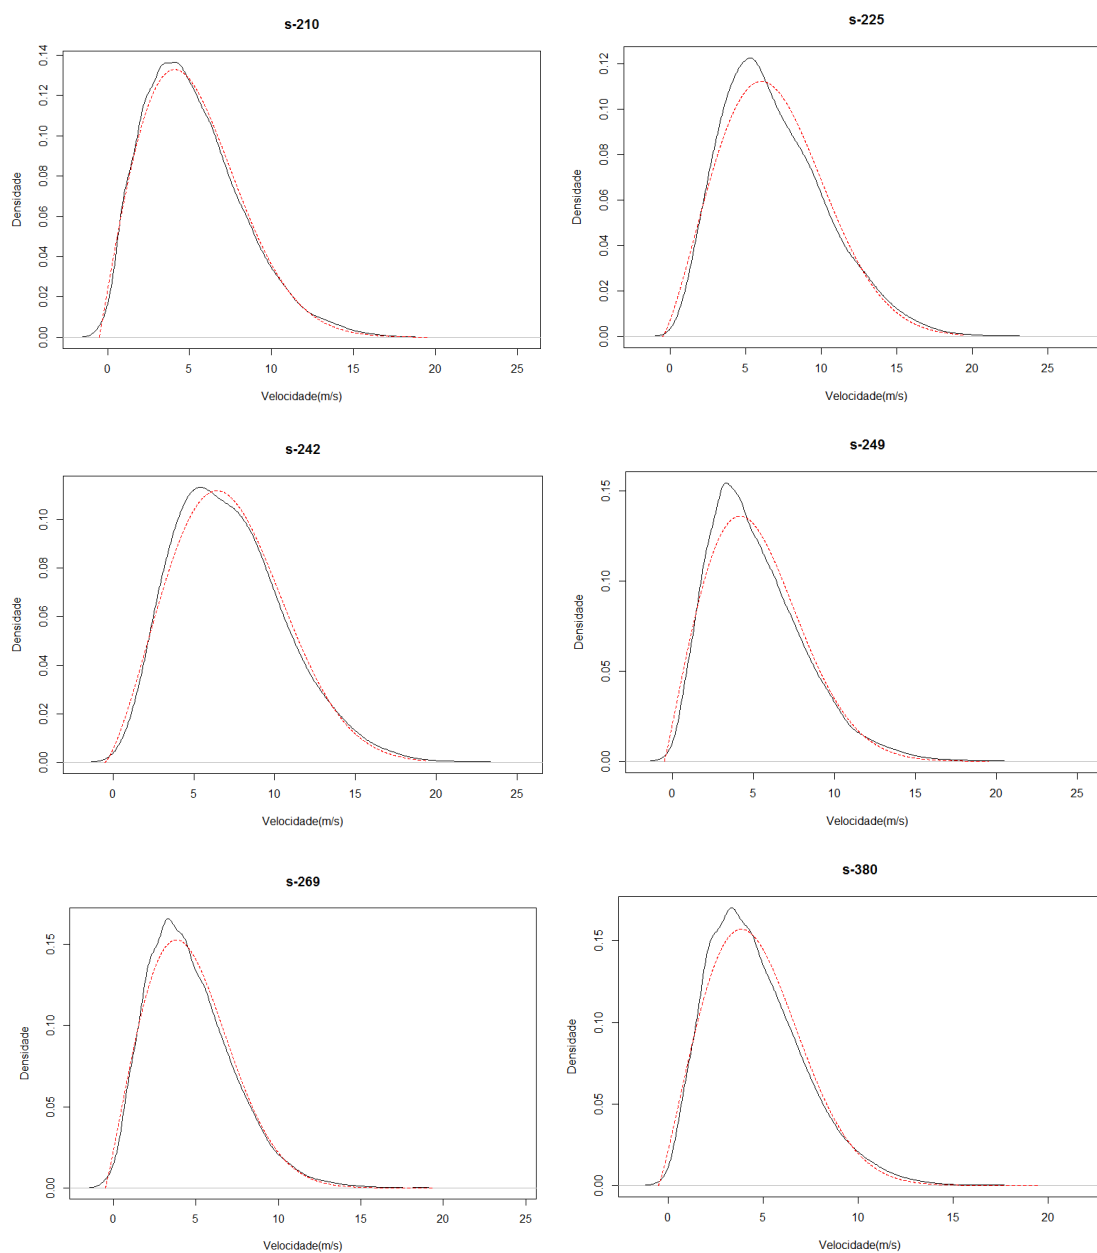 s-210
Densidade
0.00 0.02 0.04 0.06 0.08 0.10 0.12 0.14
0 5 10 15 20 25
Velocidade(m/s)
s-225
Densidade
0.00 0.02 0.04 0.06 0.08 0.10 0.12
0 5 10 15 20 25
Velocidade(m/s)
s-242
Densidade
0.00 0.02 0.04 0.06 0.08 0.10
0 5 10 15 20 25
Velocidade(m/s)
s-249
Densidade
0.00 0.05 0.10 0.15
0 5 10 15 20 25
Velocidade(m/s)
s-269
Densidade
0.00 0.05 0.10 0.15
0 5 10 15 20 25
Velocidade(m/s)
s-380
Densidade
0.00 0.05 0.10 0.15
0 5 10 15 20
Velocidade(m/s)